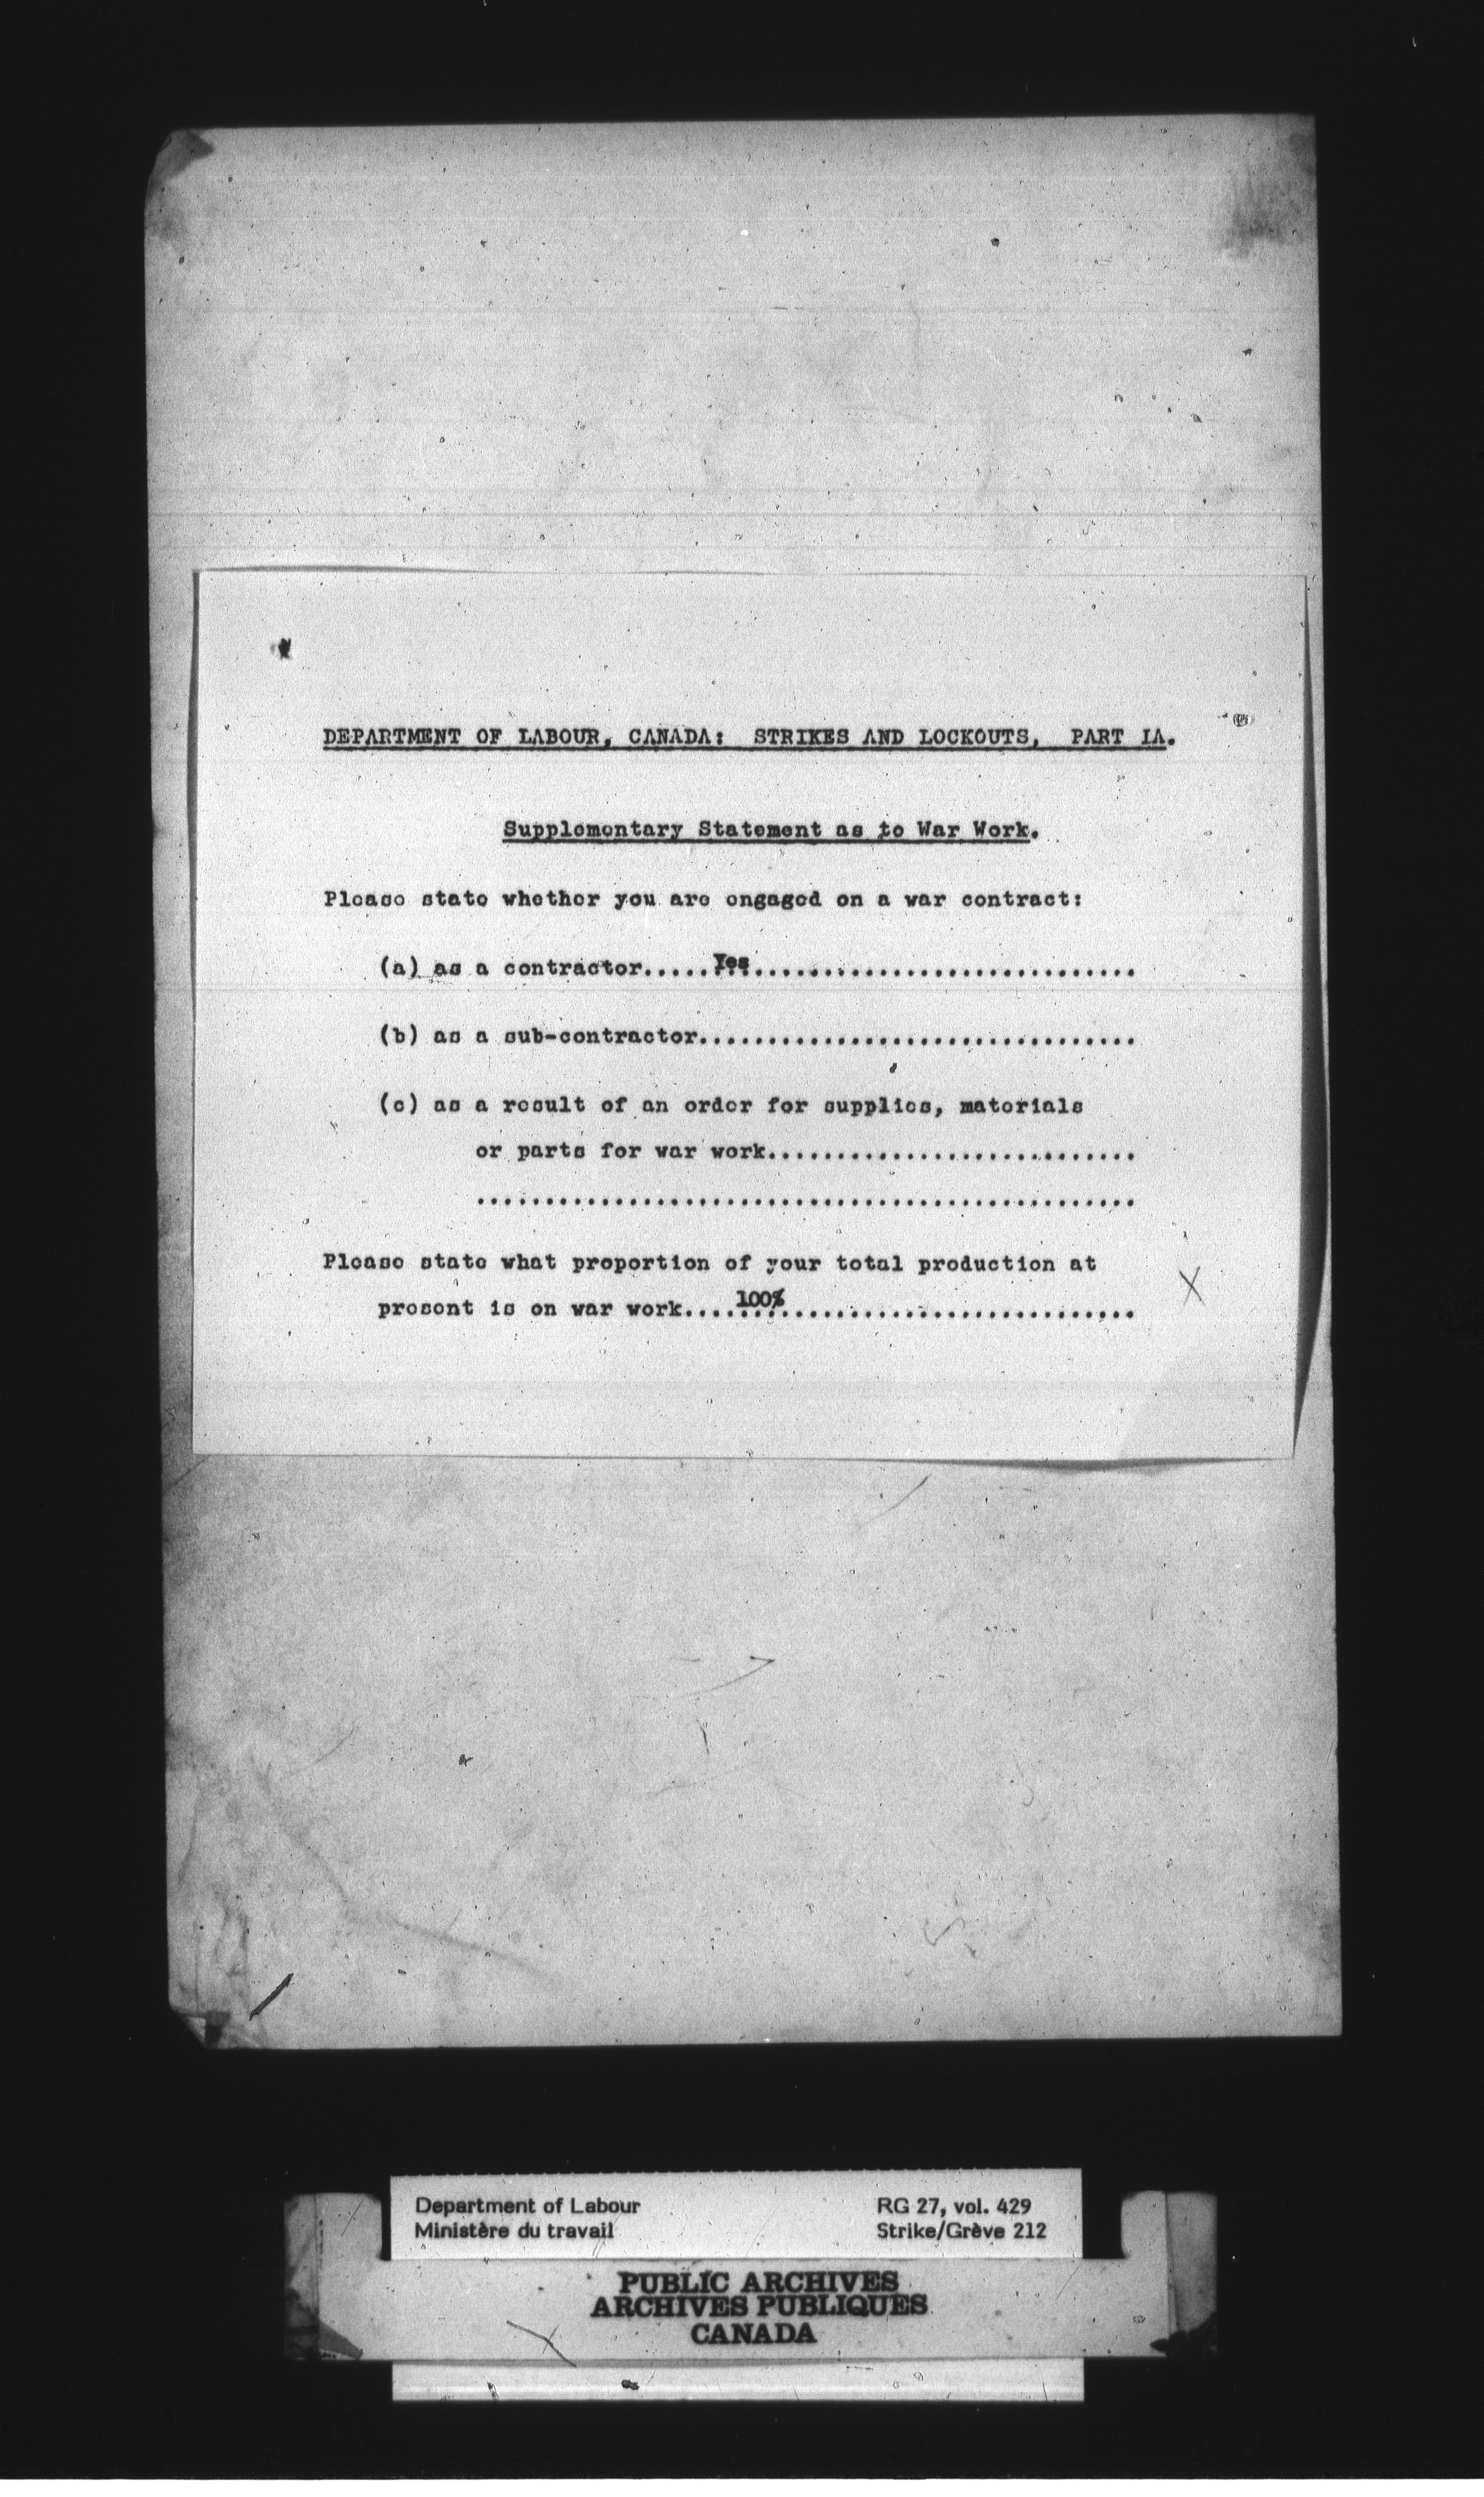 DEPARTMENT OF LABOUR, CANADA: STRIKES AND LOCKOUTS, PART IA.
Supplementary Statement as to War Work.
Please state whether you are engaged on a war contract:
(a) as a contractor.....Yes............................
(b) as a sub-contractor................................
(c) as a result of an order for supplies, materials
or parts for war work...........................
................................................
Please state what proportion of your total production at
present is on war work....100%..........................
X
Department of Labour RG 27, vol. 429
Ministère du travail Strike/Grève 212
PUBLIC ARCHIVES
ARCHIVES PUBLIQUES
CANADA